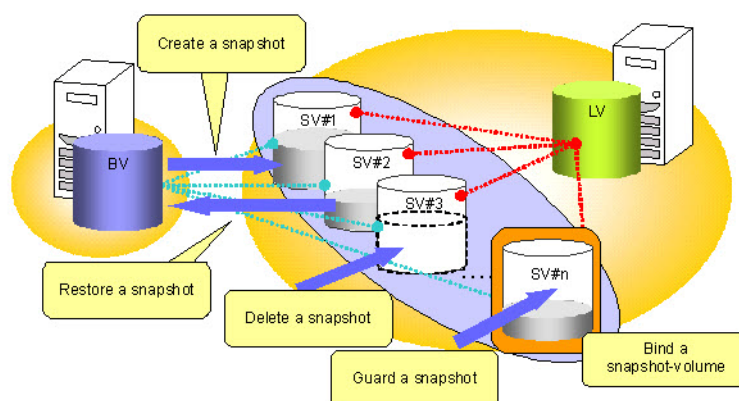 Create a snapshot
SV#1
LV
SV#2
BV
SV#3
SV#n
Restore a snapshot
Delete a snapshot
Bind a
snapshot-volume
Guard a snapshot